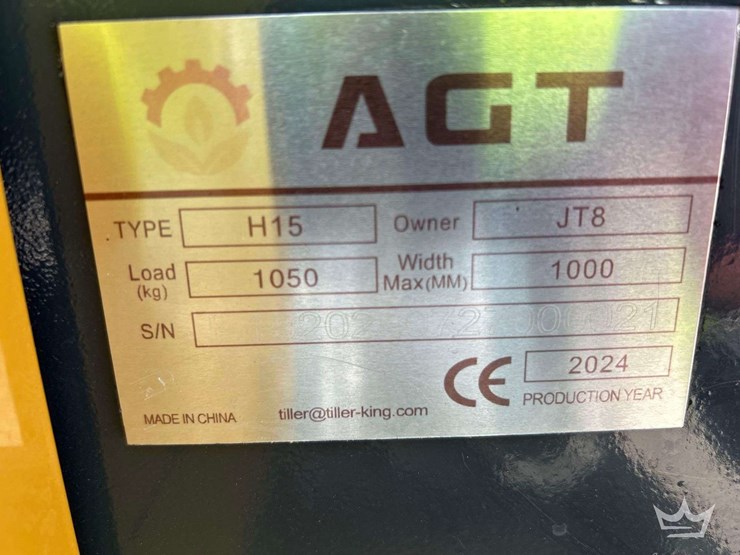 AGT
TYPE H15 Owner JT8
Load (kg) 1050 Width Max(MM) 1000
S/N
CE 2024
PRODUCTION YEAR
MADE IN CHINA tiller@tiller-king.com